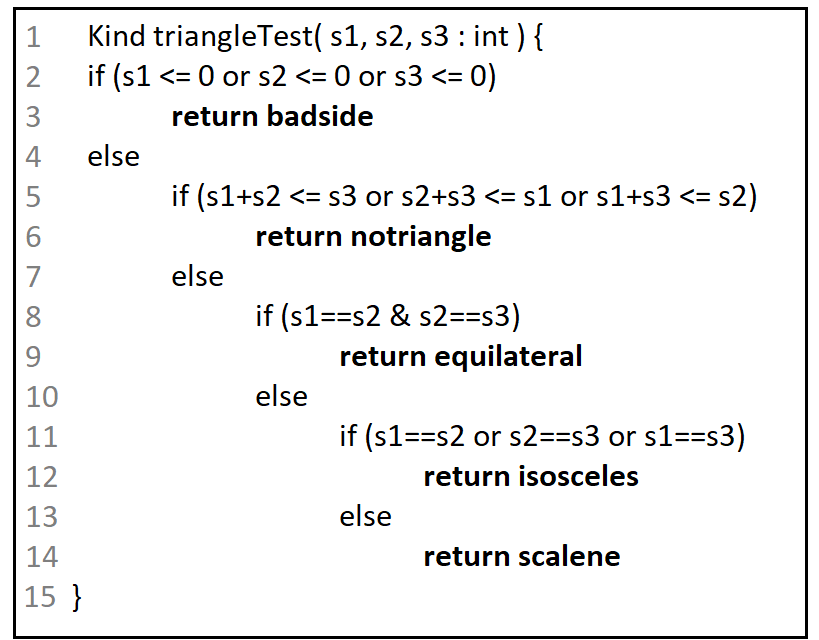 1 Kind triangleTest( s1, s2, s3 : int ) {
2 if (s1 <= 0 or s2 <= 0 or s3 <= 0)
3 return badside
4 else
5 if (s1+s2 <= s3 or s2+s3 <= s1 or s1+s3 <= s2)
6 return notriangle
7 else
8 if (s1==s2 & s2==s3)
9 return equilateral
10 else
11 if (s1==s2 or s2==s3 or s1==s3)
12 return isosceles
13 else
14 return scalene
15 }